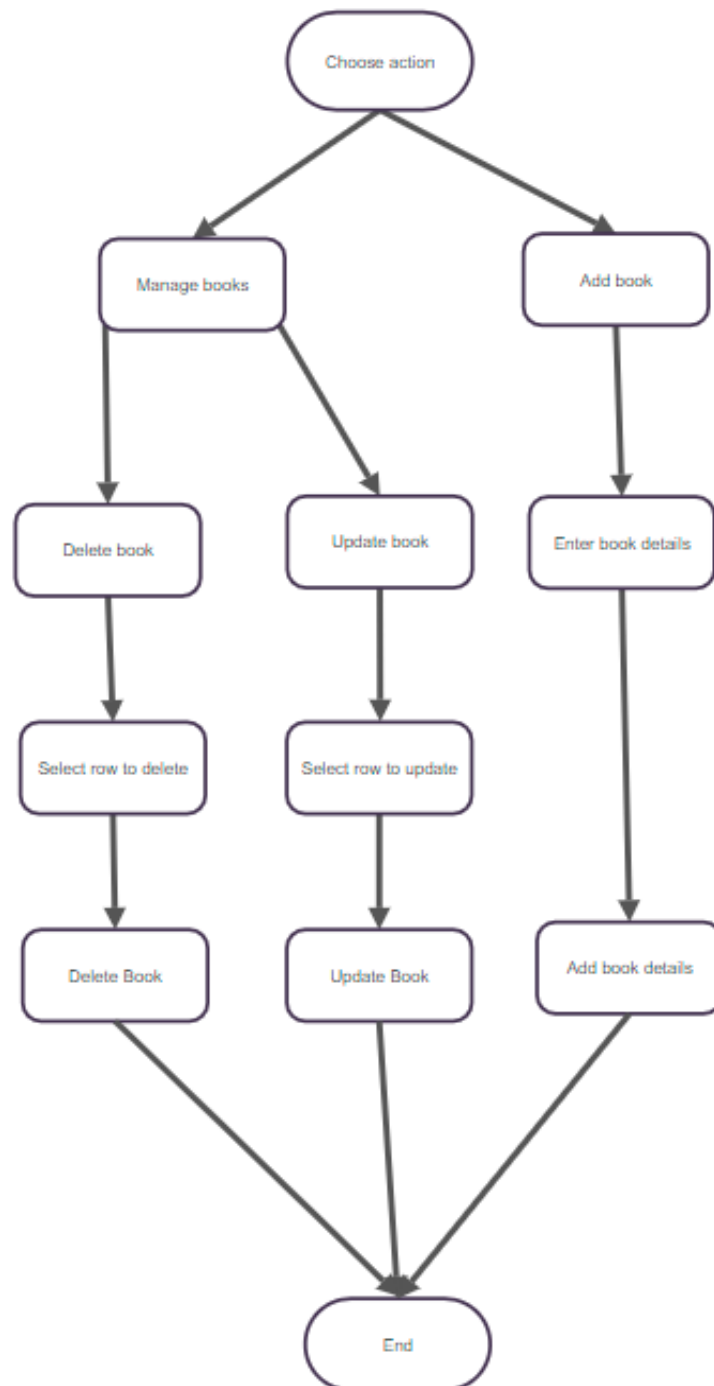 Choose action
Manage books
Add book
Delete book
Update book
Enter book details
Select row to delete
Select row to update
Delete Book
Update Book
Add book details
End